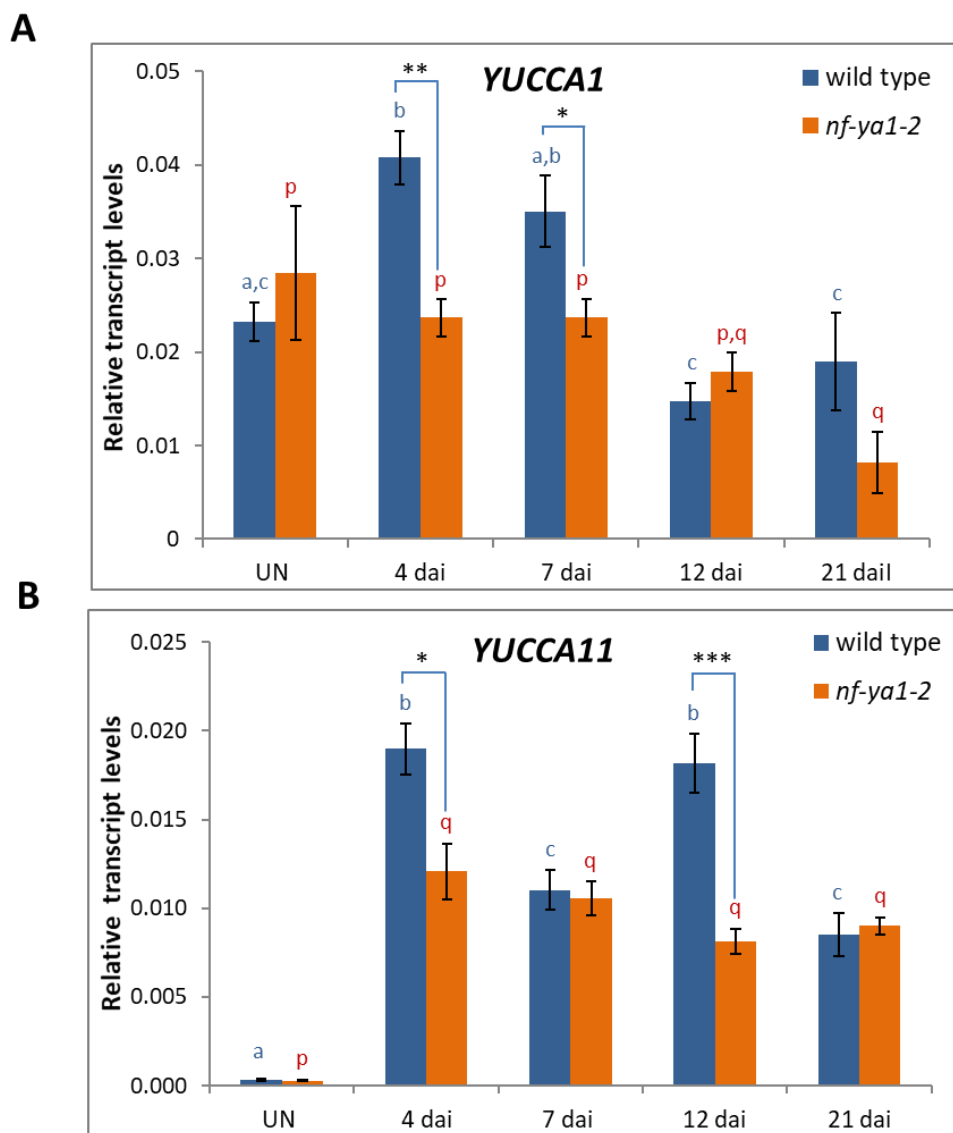 A
YUCCA1
wild type
nf-ya1-2
Relative transcript levels
0.05
0.04
0.03
0.02
0.01
0
a,c
p
b
**
p
a,b
*
p
c
p,q
c
q
UN
4 dai
7 dai
12 dai
21 dail
B
YUCCA11
wild type
nf-ya1-2
Relative transcript levels
0.025
0.020
0.015
0.010
0.005
0.000
a
p
b
*
q
c
q
b
***
q
c
q
UN
4 dai
7 dai
12 dai
21 dai